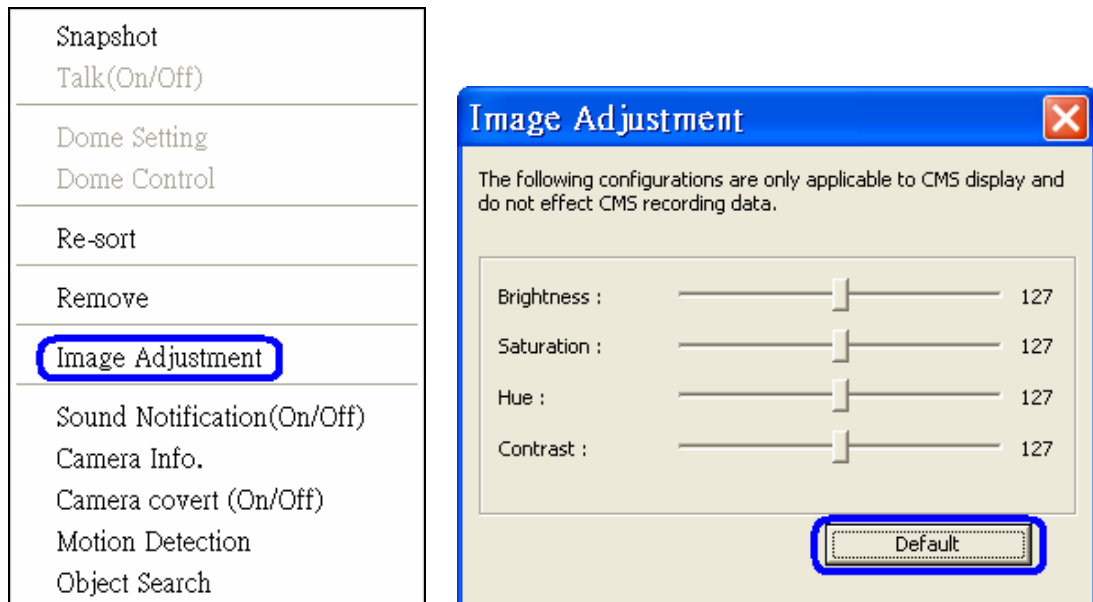 Snapshot
Talk(On/Off)
Dome Setting
Dome Control
Re-sort
Remove
Image Adjustment
Sound Notification(On/Off)
Camera Info.
Camera covert (On/Off)
Motion Detection
Object Search
Image Adjustment
The following configurations are only applicable to CMS display and
do not effect CMS recording data.
Brightness : 127
Saturation : 127
Hue : 127
Contrast : 127
Default